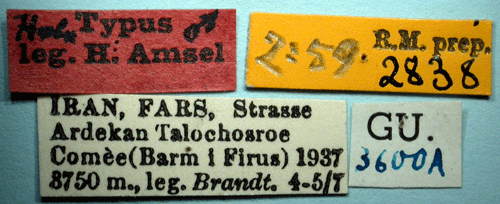 Holo Typus ♂
leg. H. Amsel
2:59. R.M. prep.
2838
IRAN, FARS, Strasse
Ardekan Talochosroe
Comèe (Barm i Firus) 1937
3750 m., leg. Brandt. 4-5/7
GU.
3600A